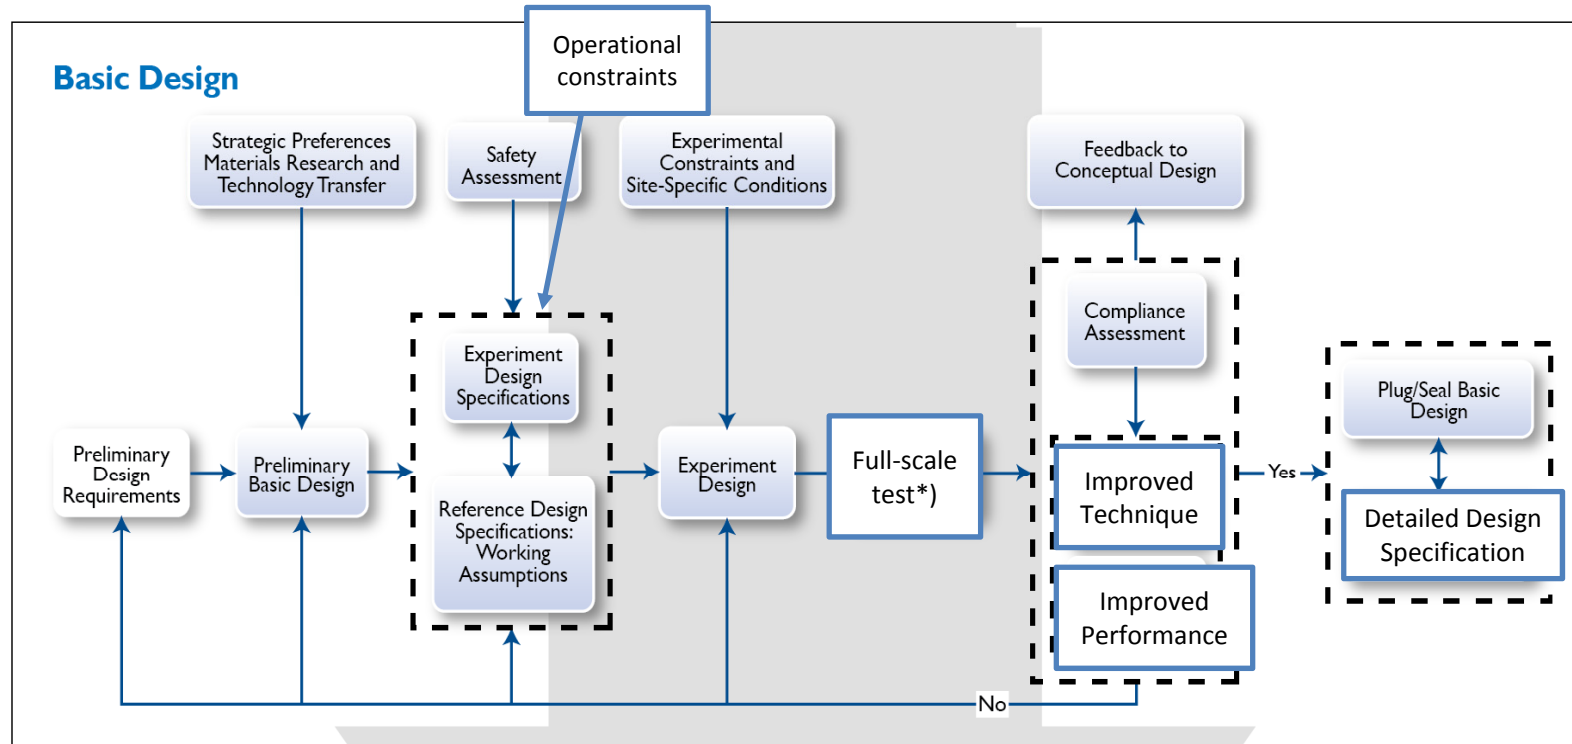 Operational
constraints
Basic Design
Strategic Preferences
Materials Research and
Technology Transfer
Safety
Assessment
Experimental
Constraints and
Site-Specific Conditions
Feedback to
Conceptual Design
Experiment
Design
Specifications
Compliance
Assessment
Plug/Seal Basic
Design
Preliminary
Design
Requirements
Preliminary
Basic Design
Reference Design
Specifications:
Working
Assumptions
Experiment
Design
Full-scale
test*)
Improved
Technique
Improved
Performance
Yes
Detailed Design
Specification
No